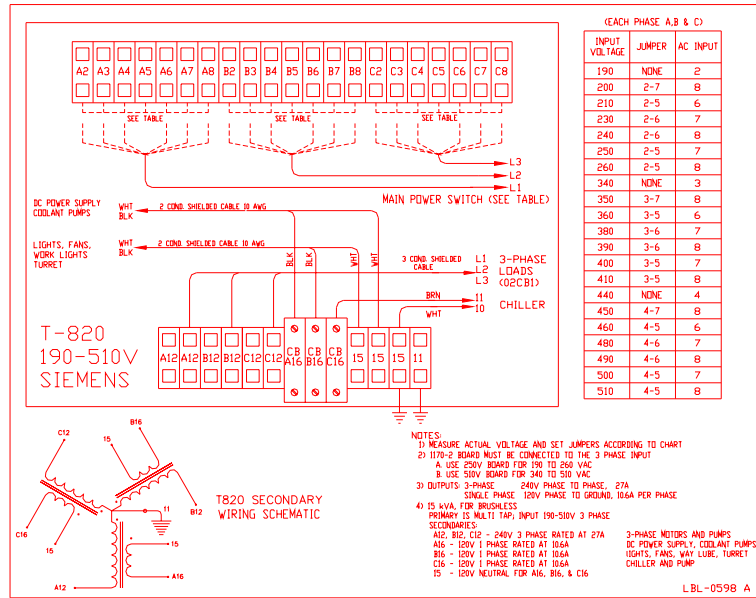 (EACH PHASE A,B & C)
INPUT VOLTAGE JUMPER AC INPUT
190 NONE 2
200 2-7 8
210 2-5 6
230 2-6 7
240 2-6 8
250 2-5 7
260 2-5 8
340 NONE 3
350 3-7 8
360 3-5 6
380 3-6 7
390 3-6 8
400 3-5 7
410 3-5 8
440 NONE 4
450 4-7 8
460 4-5 6
480 4-6 7
490 4-6 8
500 4-5 7
510 4-5 8
A2 A3 A4 A5 A6 A7 A8 B2 B3 B4 B5 B6 B7 B8 C2 C3 C4 C5 C6 C7 C8
SEE TABLE SEE TABLE SEE TABLE
L3
L2
L1
MAIN POWER SWITCH (SEE TABLE)
DC POWER SUPPLY
COOLANT PUMPS
WHT
BLK
2 COND. SHIELDED CABLE 10 AWG
LIGHTS, FANS,
WORK LIGHTS
TURRET
WHT
BLK
2 COND. SHIELDED CABLE 10 AWG
BLK BLK WHT WHT
3 COND. SHIELDED
CABLE
L1 3-PHASE
L2 LOADS
L3 (02CB1)
BRN 11
WHT 10
CHILLER
T-820
190-510V
SIEMENS
A12 A12 B12 B12 C12 C12 CB A16 CB B16 CB C16 15 15 15 11
C12
15
B16
15
B12
11
15
A12
A16
T820 SECONDARY
WIRING SCHEMATIC
NOTES:
1) MEASURE ACTUAL VOLTAGE AND SET JUMPERS ACCORDING TO CHART
2) 1170-2 BOARD MUST BE CONNECTED TO THE 3 PHASE INPUT
A. USE 250V BOARD FOR 190 TO 260 VAC
B. USE 510V BOARD FOR 340 TO 510 VAC
3) OUTPUTS: 3-PHASE 240V PHASE TO PHASE, 27A
SINGLE PHASE 120V PHASE TO GROUND, 10.6A PER PHASE
4) 15 kVA, FOR BRUSHLESS
PRIMARY IS MULTI TAP; INPUT 190-510V 3 PHASE
SECONDARIES:
A12, B12, C12 - 240V 3 PHASE RATED AT 27A 3-PHASE MOTORS AND PUMPS
A16 - 120V 1 PHASE RATED AT 10.6A DC POWER SUPPLY, COOLANT PUMPS
B16 - 120V 1 PHASE RATED AT 10.6A LIGHTS, FANS, WAY LUBE, TURRET
C16 - 120V 1 PHASE RATED AT 10.6A CHILLER AND PUMP
15 - 120V NEUTRAL FOR A16, B16, & C16
LBL-0598 A